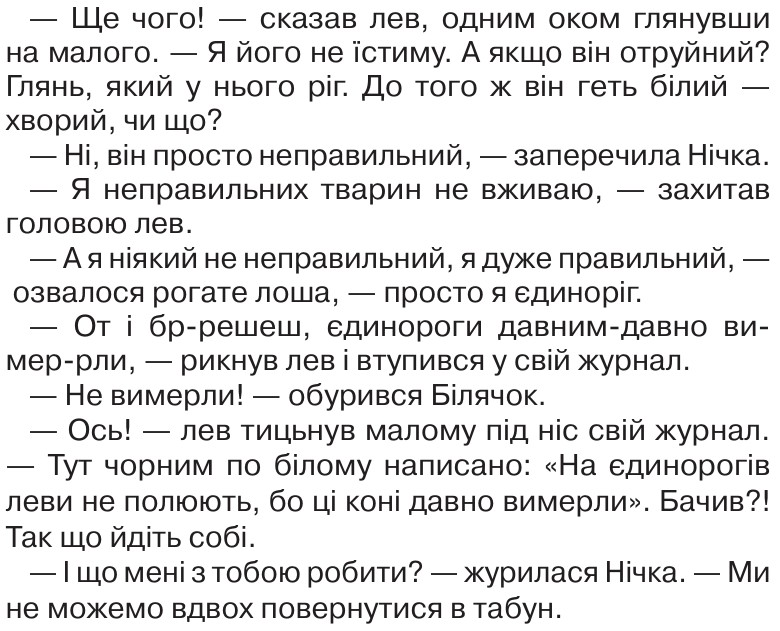 — Ще чого! — сказав лев, одним оком глянувши
на малого. — Я його не їстиму. А якщо він отруйний?
Глянь, який у нього ріг. До того ж він геть білий —
хворий, чи що?
— Ні, він просто неправильний, — заперечила Нічка.
— Я неправильних тварин не вживаю, — захитав
головою лев.
— А я ніякий не неправильний, я дуже правильний, —
озвалося рогате лоша, — просто я єдиноріг.
— От і бр-решеш, єдинороги давним-давно ви-
мер-рли, — рикнув лев і втупився у свій журнал.
— Не вимерли! — обурився Білячок.
— Ось! — лев тицьнув малому під ніс свій журнал.
— Тут чорним по білому написано: «На єдинорогів
леви не полюють, бо ці коні давно вимерли». Бачив?!
Так що йдіть собі.
— І що мені з тобою робити? — журилася Нічка. — Ми
не можемо вдвох повернутися в табун.